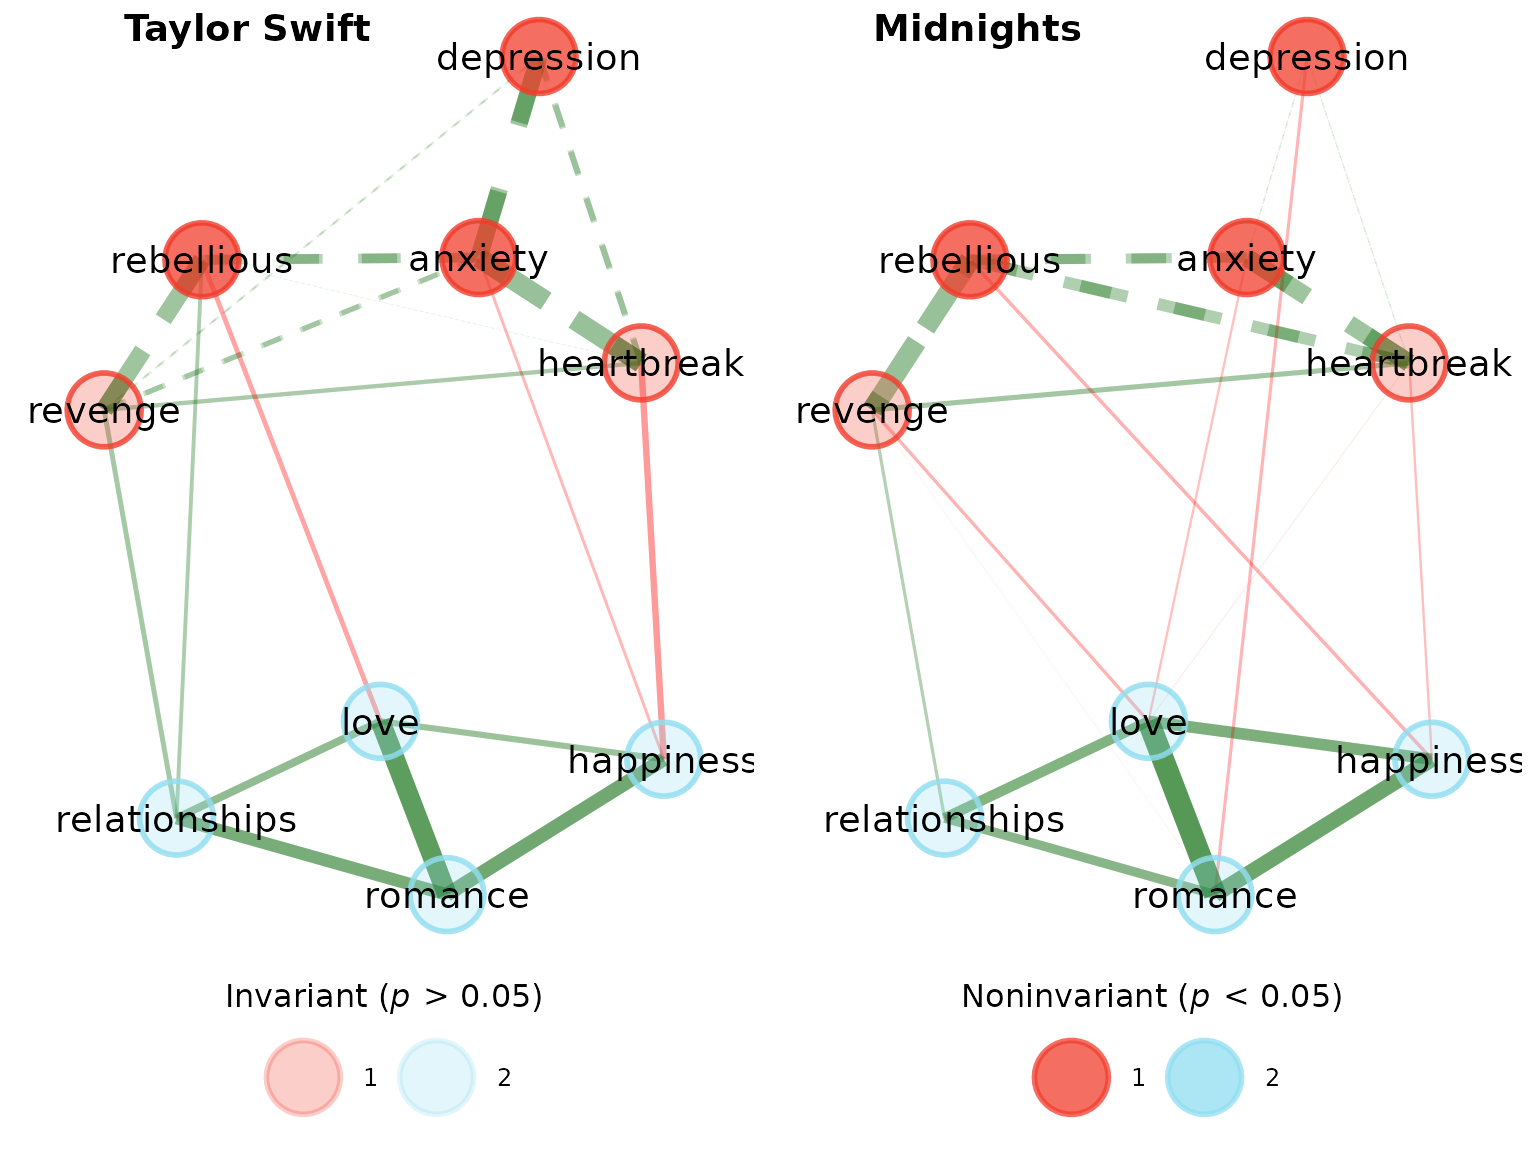 Taylor Swift
depression
rebellious
anxiety
heartbreak
revenge
love
happiness
relationships
romance
Invariant (p > 0.05)
1
2
Midnights
depression
rebellious
anxiety
heartbreak
revenge
love
happiness
relationships
romance
Noninvariant (p < 0.05)
1
2